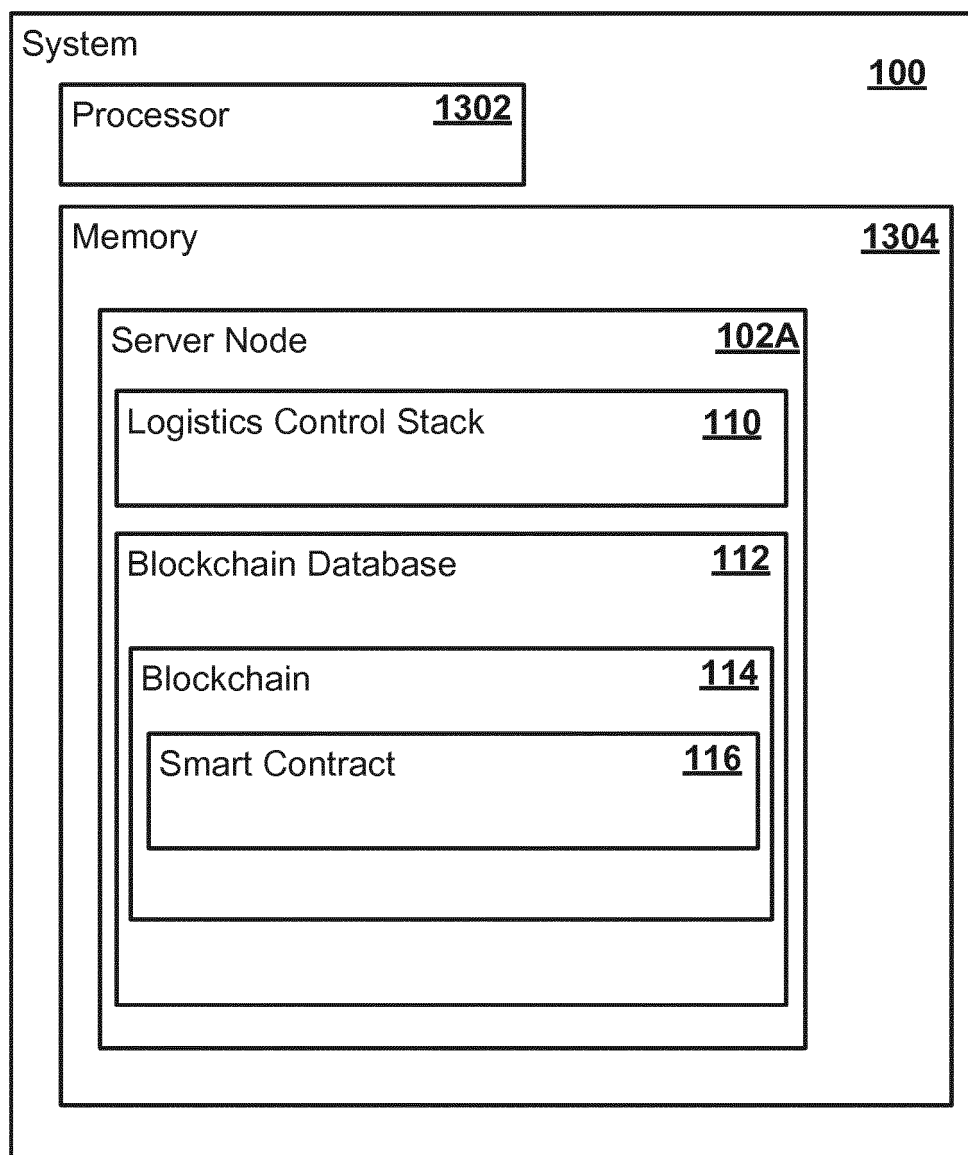 System
100
Processor 1302
Memory 1304
Server Node 102A
Logistics Control Stack 110
Blockchain Database 112
Blockchain 114
Smart Contract 116